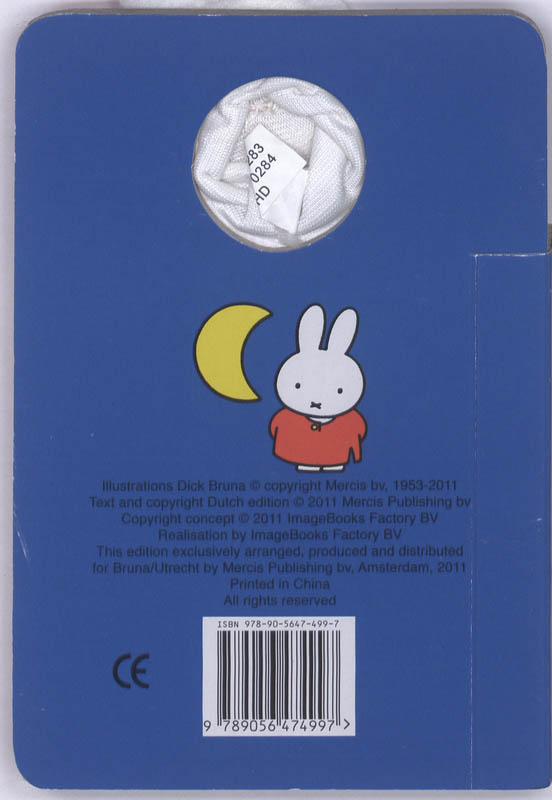 283
0284
HD
Illustrations Dick Bruna © copyright Mercis bv, 1953-2011
Text and copyright Dutch edition © 2011 Mercis Publishing bv
Copyright concept © 2011 ImageBooks Factory BV
Realisation by ImageBooks Factory BV
This edition exclusively arranged, produced and distributed
for Bruna/Utrecht by Mercis Publishing bv, Amsterdam, 2011
Printed in China
All rights reserved
ISBN 978-90-5647-499-7
CE
9 789056 474997 >